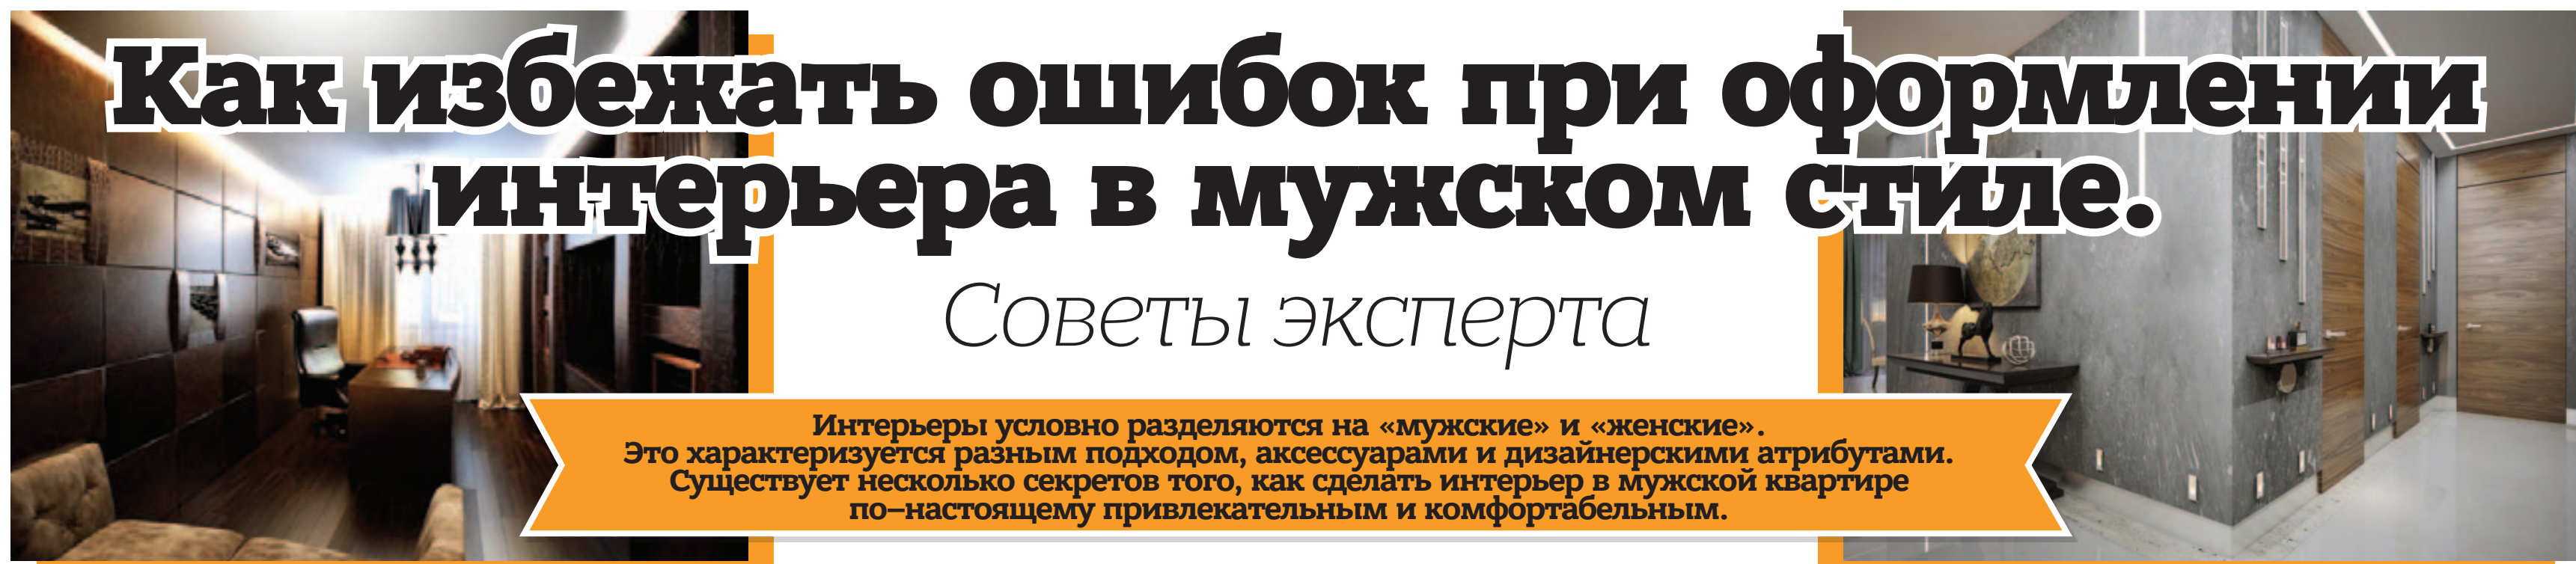 Как избежать ошибок при оформлении
интерьера в мужском стиле.
Советы эксперта
Интерьеры условно разделяются на «мужские» и «женские».
Это характеризуется разным подходом, аксессуарами и дизайнерскими атрибутами.
Существует несколько секретов того, как сделать интерьер в мужской квартире
по–настоящему привлекательным и комфортабельным.